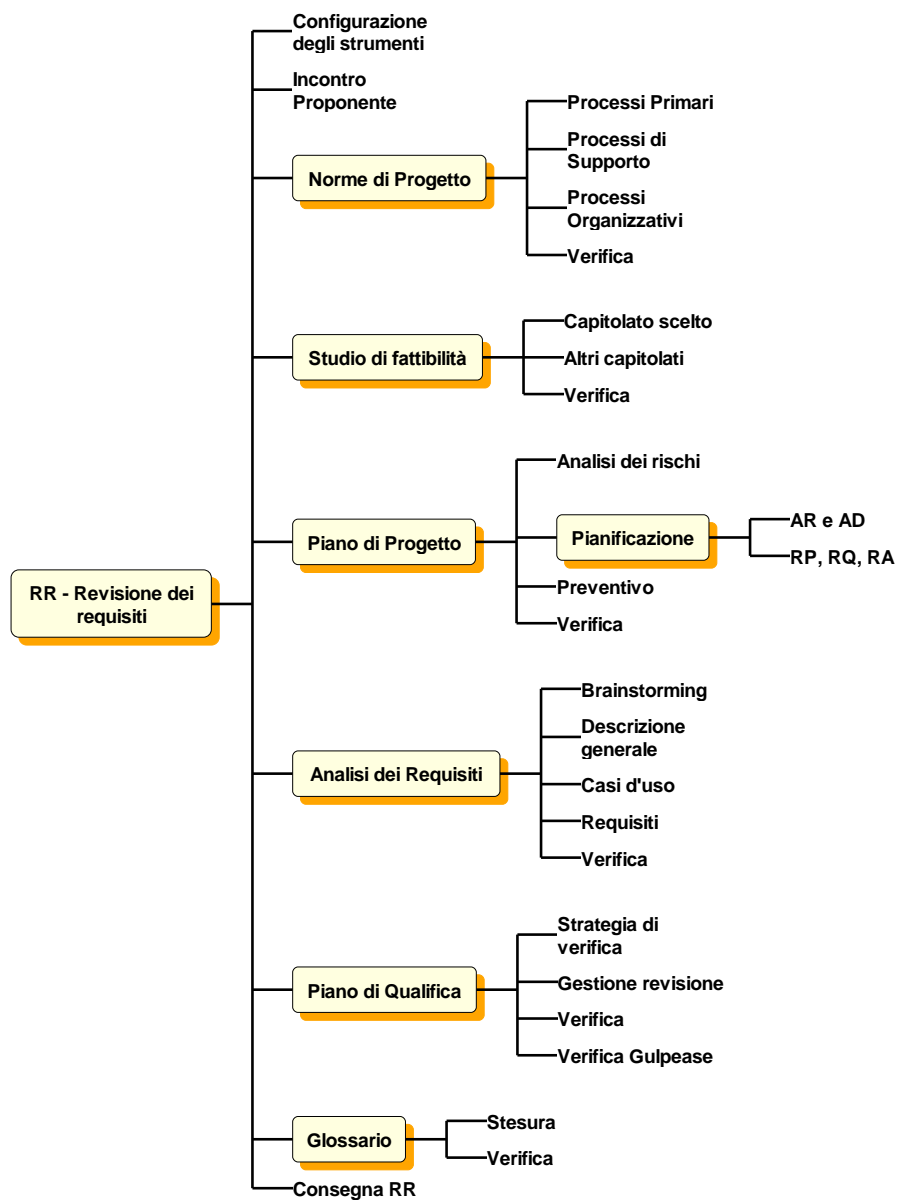 Configurazione
degli strumenti
Incontro
Proponente
Norme di Progetto
Processi Primari
Processi di
Supporto
Processi
Organizzativi
Verifica
Studio di fattibilità
Capitolato scelto
Altri capitolati
Verifica
Piano di Progetto
Analisi dei rischi
Pianificazione
AR e AD
RP, RQ, RA
Preventivo
Verifica
RR - Revisione dei
requisiti
Analisi dei Requisiti
Brainstorming
Descrizione
generale
Casi d'uso
Requisiti
Verifica
Piano di Qualifica
Strategia di
verifica
Gestione revisione
Verifica
Verifica Gulpease
Glossario
Stesura
Verifica
Consegna RR